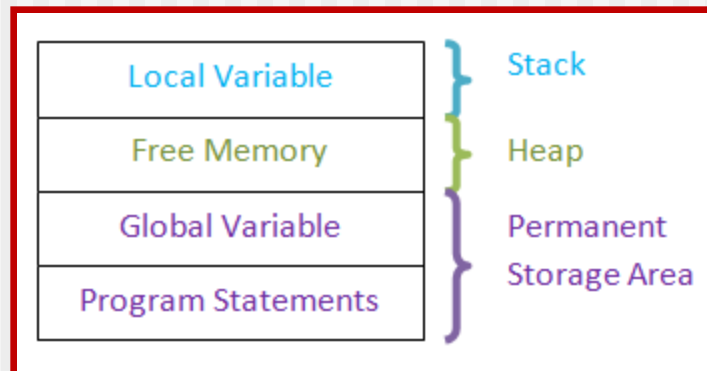 Local Variable
Stack
Free Memory
Heap
Global Variable
Permanent
Storage Area
Program Statements